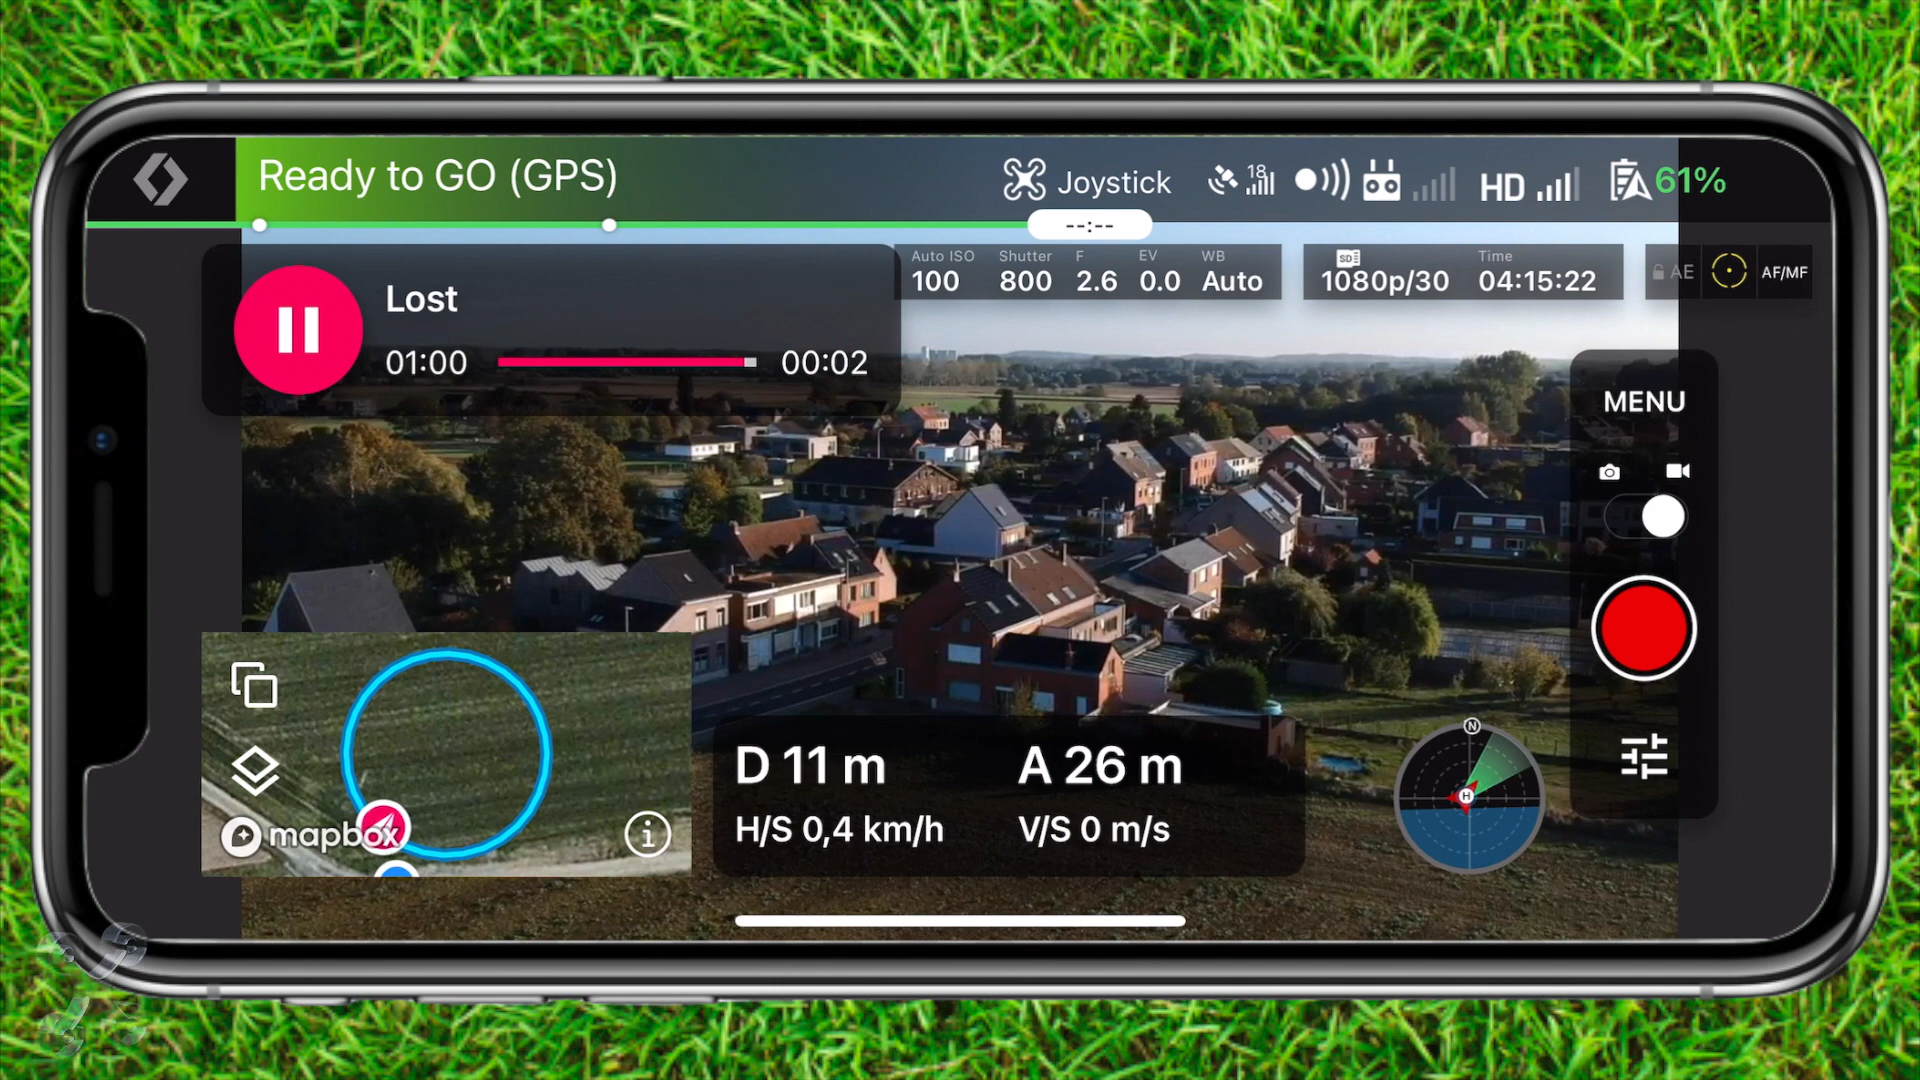 Ready to GO (GPS)
Joystick
18
HD
61%
--:--
Auto ISO
100
Shutter
800
F
2.6
EV
0.0
WB
Auto
SD
1080p/30
Time
04:15:22
AE
AF/MF
Lost
01:00
00:02
MENU
mapbox
i
D 11 m
A 26 m
H/S 0,4 km/h
V/S 0 m/s
N
H